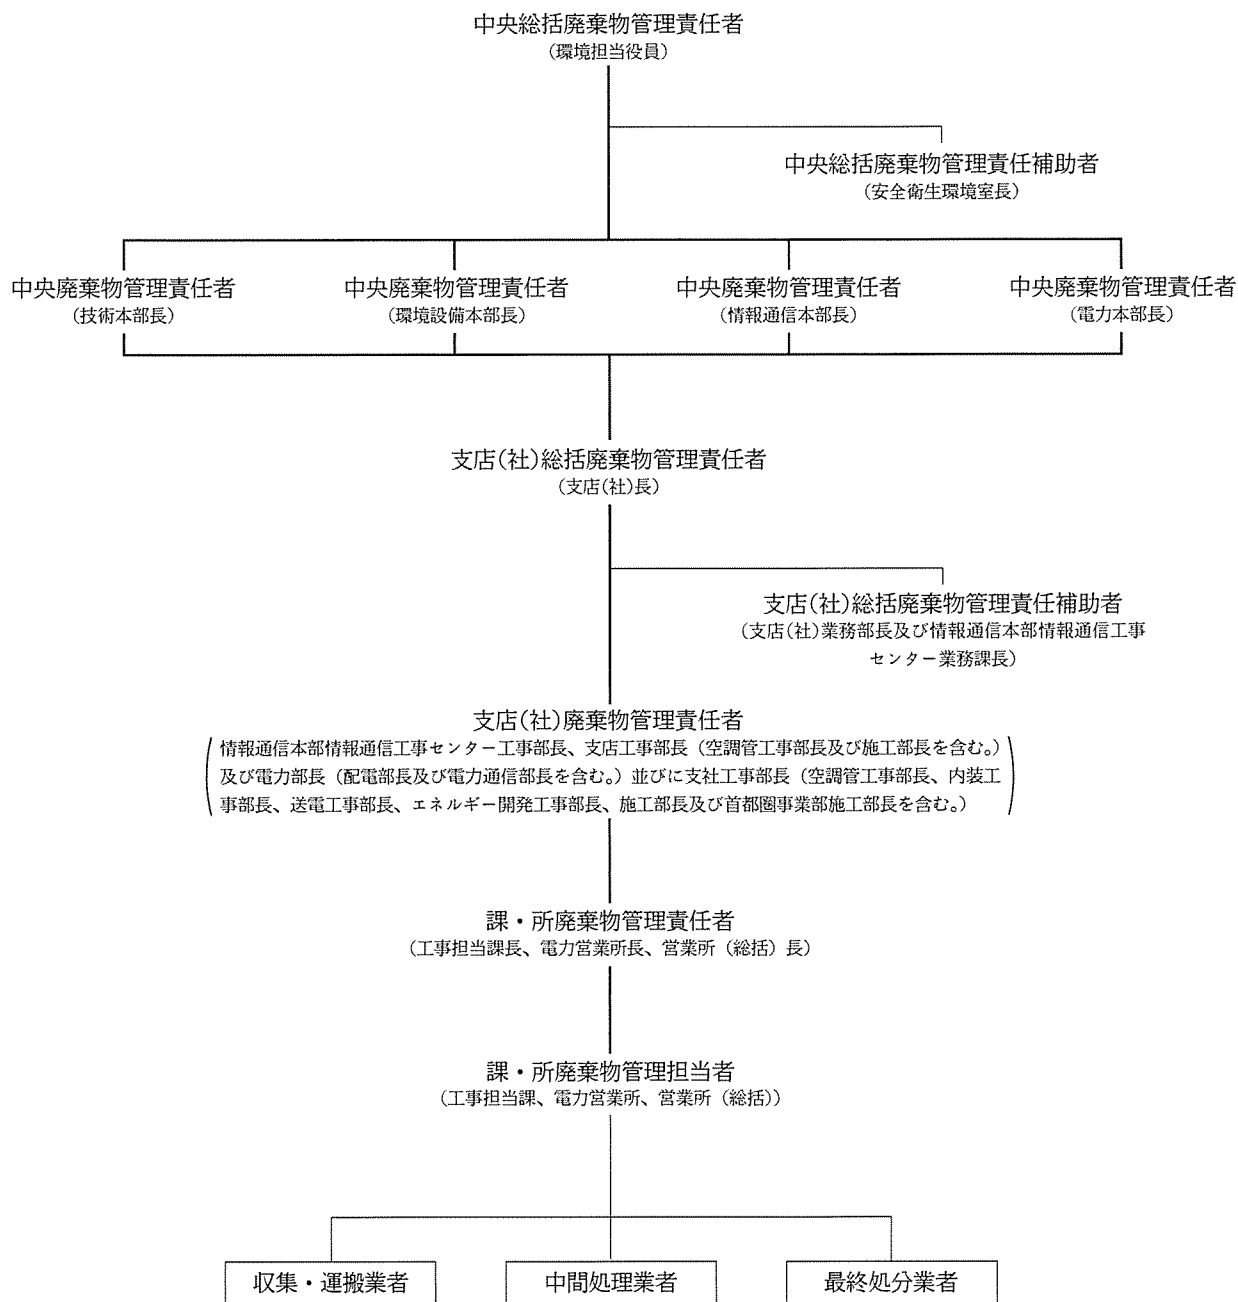 中央総括廃棄物管理責任者
（環境担当役員）
中央総括廃棄物管理責任補助者
（安全衛生環境室長）
中央廃棄物管理責任者
（技術本部長）
中央廃棄物管理責任者
（環境設備本部長）
中央廃棄物管理責任者
（情報通信本部長）
中央廃棄物管理責任者
（電力本部長）
支店(社)総括廃棄物管理責任者
（支店(社)長）
支店(社)総括廃棄物管理責任補助者
（支店(社)業務部長及び情報通信本部情報通信工事
センター業務課長）
支店(社)廃棄物管理責任者
（情報通信本部情報通信工事センター工事部長、支店工事部長（空調管工事部長及び施工部長を含む。）
及び電力部長（配電部長及び電力通信部長を含む。）並びに支社工事部長（空調管工事部長、内装工
事部長、送電工事部長、エネルギー開発工事部長、施工部長及び首都圏事業部施工部長を含む。））
課・所廃棄物管理責任者
（工事担当課長、電力営業所長、営業所（総括）長）
課・所廃棄物管理担当者
（工事担当課、電力営業所、営業所（総括））
収集・運搬業者
中間処理業者
最終処分業者